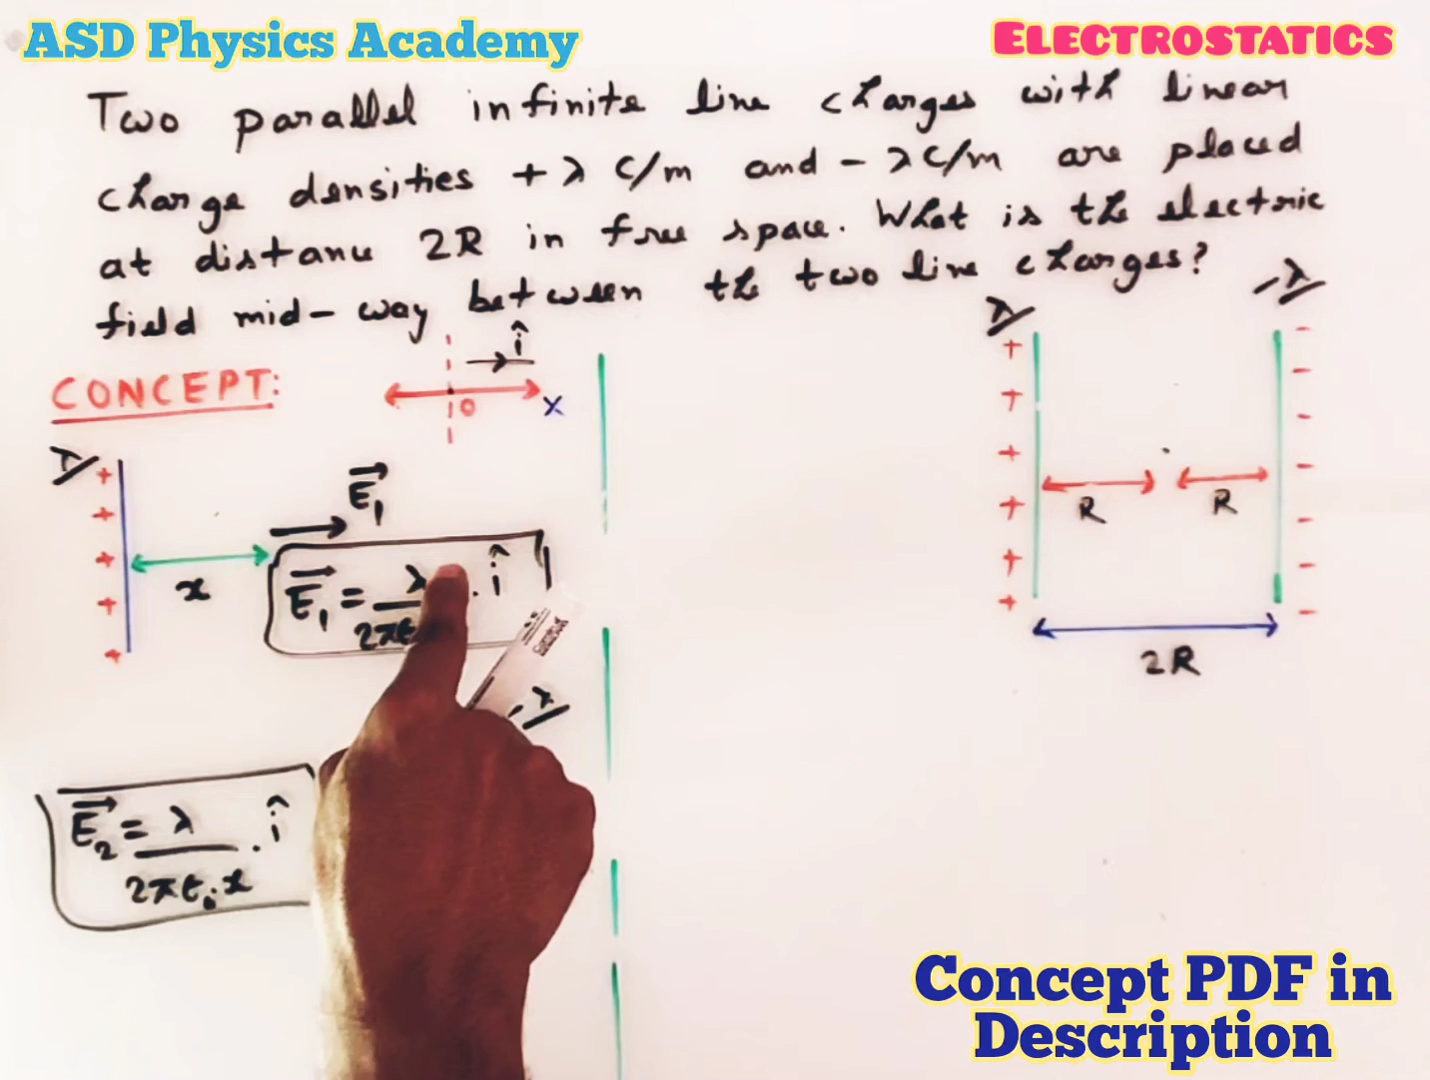 ASD Physics Academy
ELECTROSTATICS
Two parallel infinite line charges with linear
charge densities +λ C/m and -λ C/m are placed
at distance 2R in free space. What is the electric
field mid-way between the two line charges?
CONCEPT:
î
0
X
λ
+
+
+
+
+
x
E₁→
E₁→ = λ . î
-λ
E₂→ = λ/2πε₀x . î
λ
-λ
+
+
+
+
+
+
R
R
2R
Concept PDF in
Description